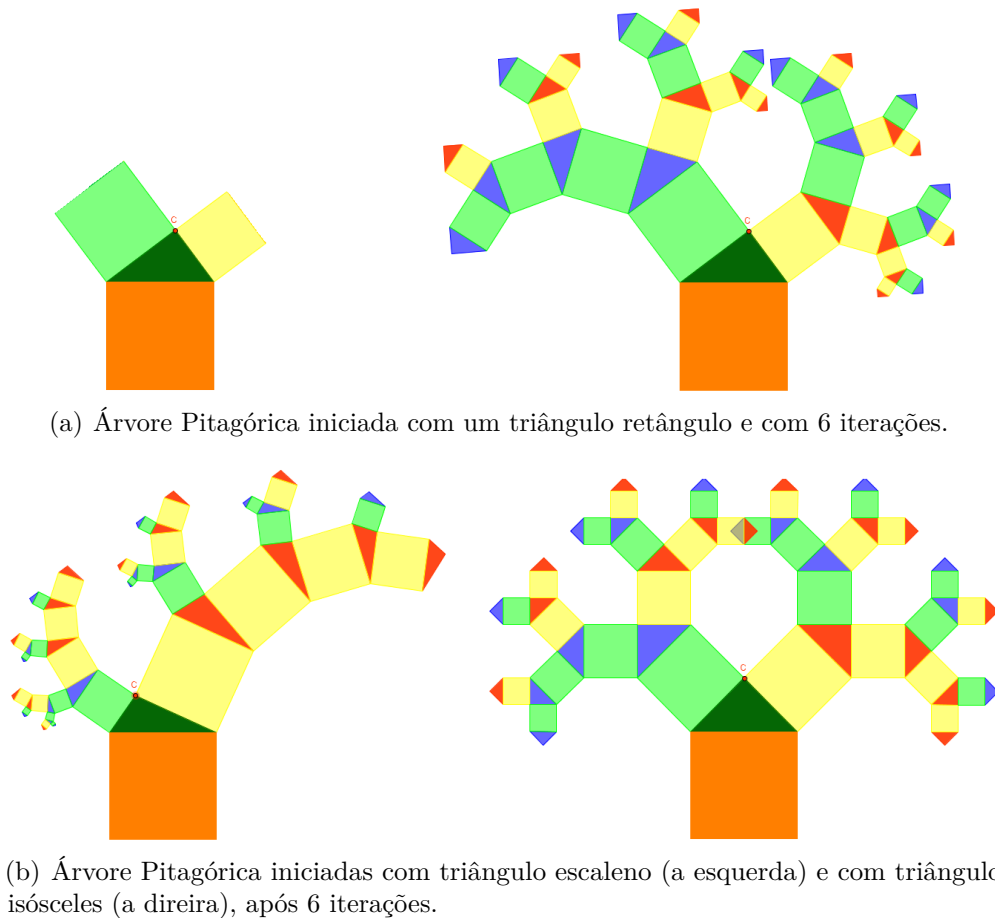 C
C
(a) Árvore Pitagórica iniciada com um triângulo retângulo e com 6 iterações.
C
C
(b) Árvore Pitagórica iniciadas com triângulo escaleno (a esquerda) e com triângulo
isósceles (a direira), após 6 iterações.